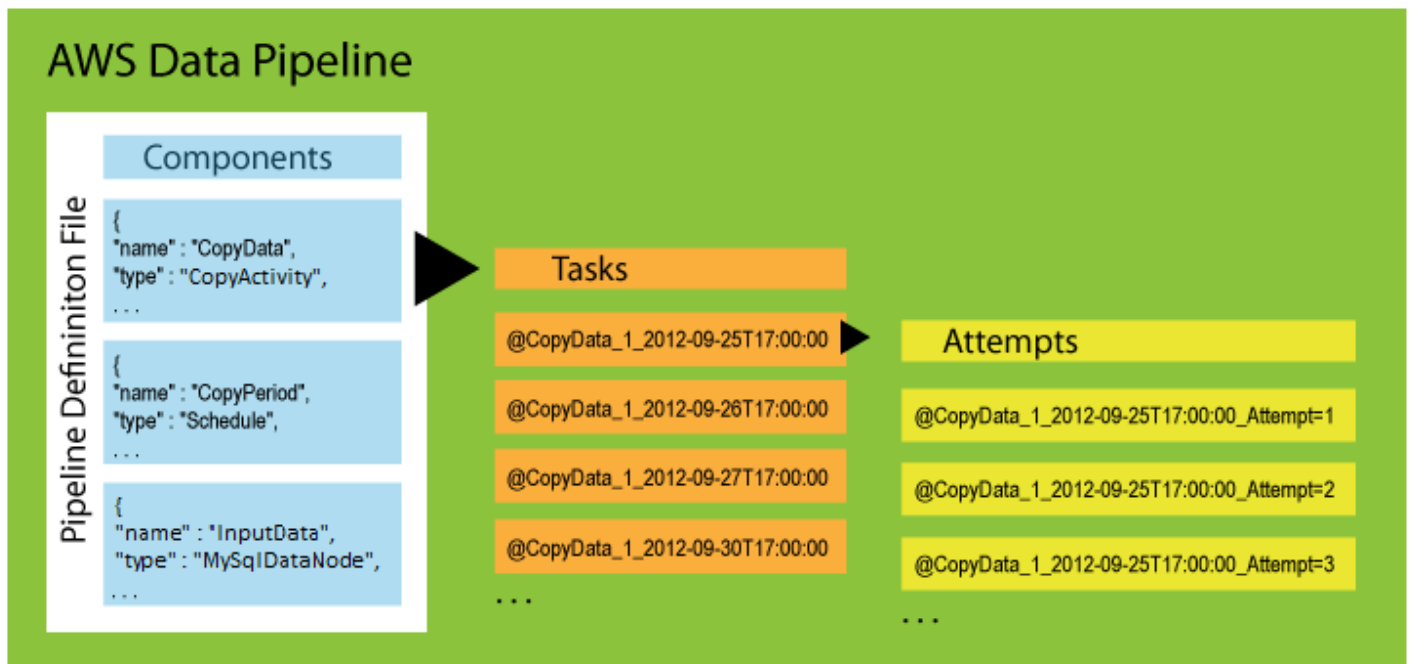 AWS Data Pipeline
Pipeline Defininiton File
Components
{
"name" : "CopyData",
"type" : "CopyActivity",
. . .
{
"name" : "CopyPeriod",
"type" : "Schedule",
. . .
{
"name" : "InputData",
"type" : "MySqlDataNode",
. . .
Tasks
@CopyData_1_2012-09-25T17:00:00
@CopyData_1_2012-09-26T17:00:00
@CopyData_1_2012-09-27T17:00:00
@CopyData_1_2012-09-30T17:00:00
. . .
Attempts
@CopyData_1_2012-09-25T17:00:00_Attempt=1
@CopyData_1_2012-09-25T17:00:00_Attempt=2
@CopyData_1_2012-09-25T17:00:00_Attempt=3
. . .